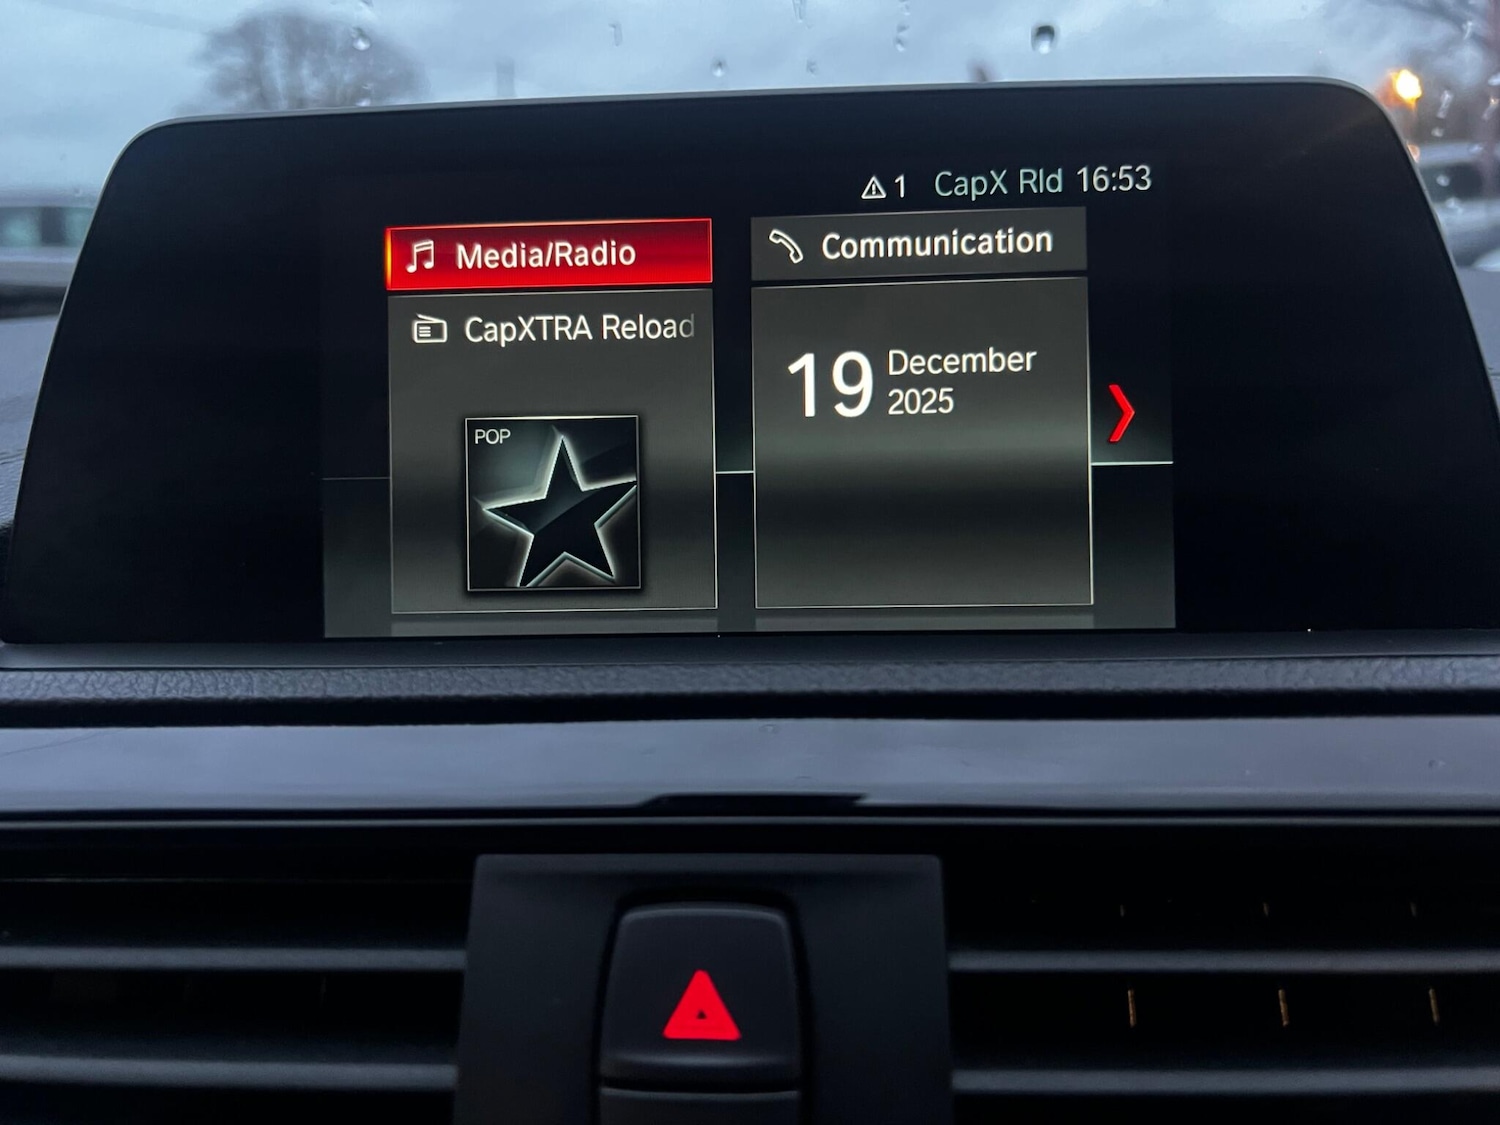 1 CapX Rld 16:53
Media/Radio
CapXTRA Reload
POP
Communication
19 December
2025